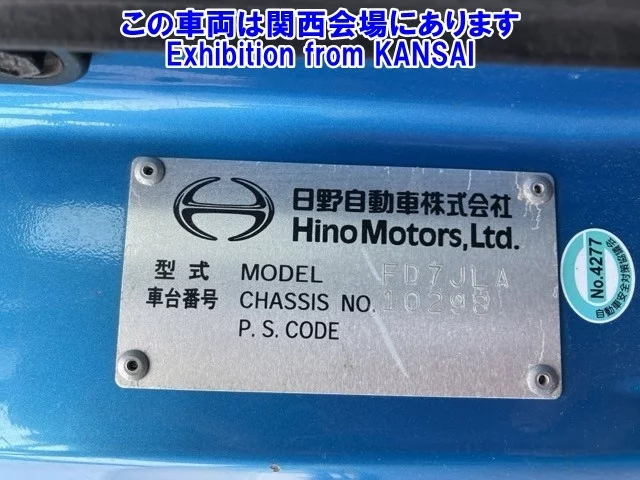 この車両は関西会場にあります
Exhibition from KANSAI
日野自動車株式会社
Hino Motors, Ltd.
型式 MODEL FD7JLA
車台番号 CHASSIS NO. 10298
P. S. CODE
No.4277